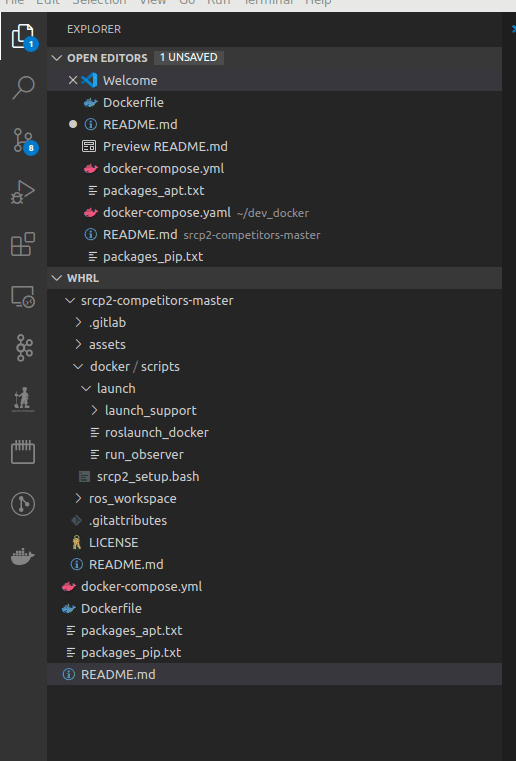 File Edit Selection View Go Run Terminal Help
EXPLORER
1
OPEN EDITORS 1 UNSAVED
Welcome
Dockerfile
README.md
8
Preview README.md
docker-compose.yml
packages_apt.txt
docker-compose.yaml ~/dev_docker
README.md srcp2-competitors-master
packages_pip.txt
WHRL
srcp2-competitors-master
.gitlab
assets
docker / scripts
launch
launch_support
roslaunch_docker
run_observer
srcp2_setup.bash
ros_workspace
.gitattributes
LICENSE
README.md
docker-compose.yml
Dockerfile
packages_apt.txt
packages_pip.txt
README.md